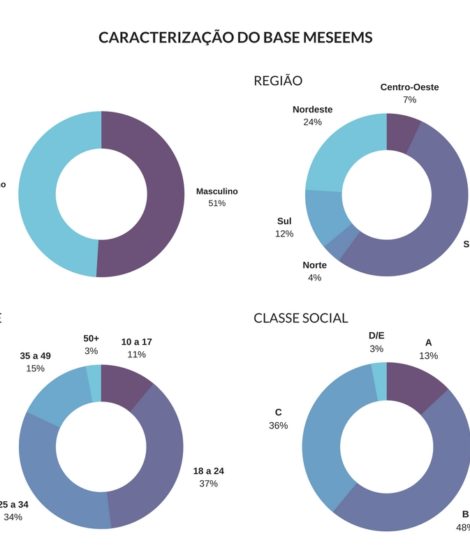 CARACTERIZAÇÃO DO BASE MESEEMS
REGIÃO
Masculino
51%
Centro-Oeste
7%
Nordeste
24%
Sul
12%
Norte
4%
CLASSE SOCIAL
50+
3%
10 a 17
11%
35 a 49
15%
18 a 24
37%
25 a 34
34%
D/E
3%
A
13%
C
36%
B
48%